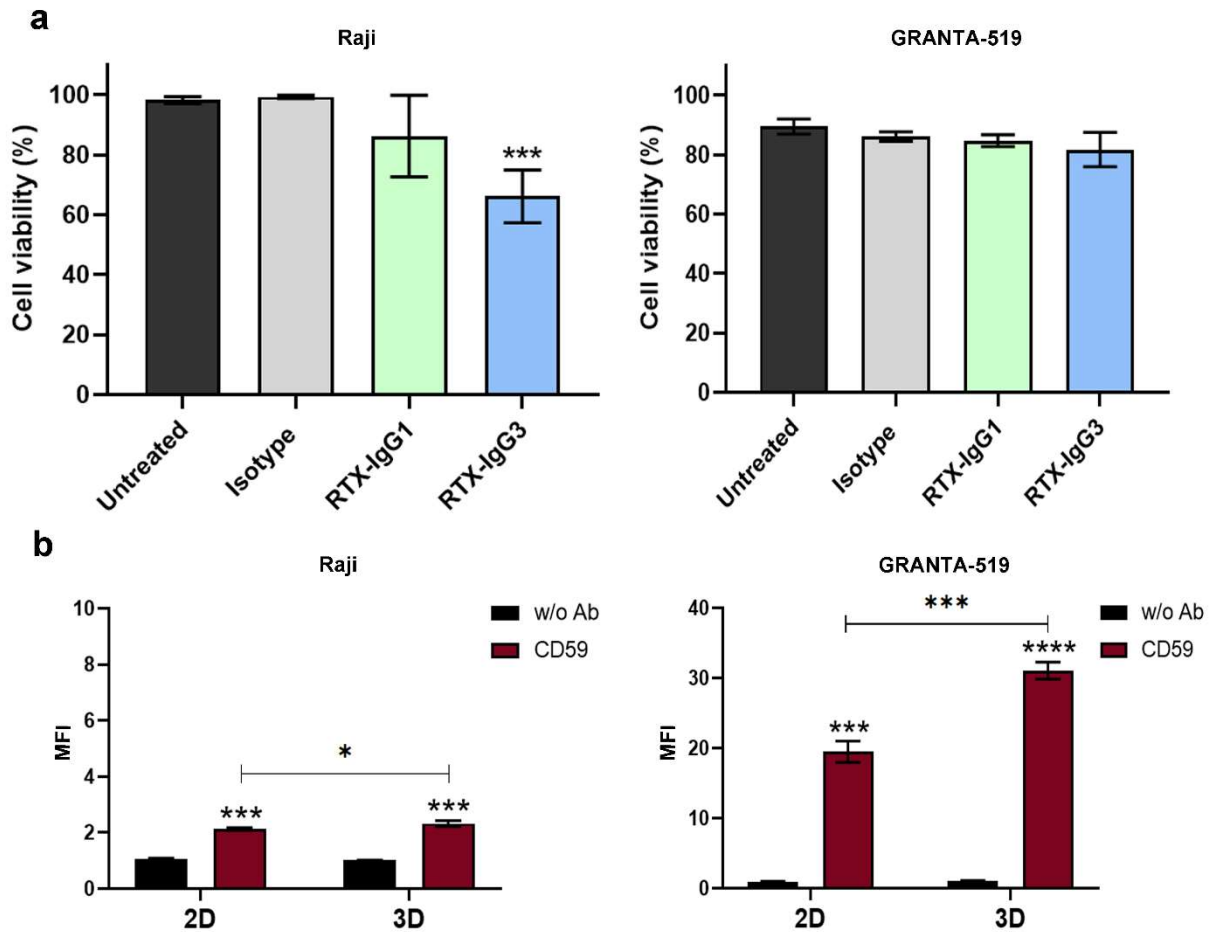 a
Raji
Cell viability (%)
100
80
60
40
20
0
***
Untreated
Isotype
RTX-IgG1
RTX-IgG3
GRANTA-519
Cell viability (%)
100
80
60
40
20
0
Untreated
Isotype
RTX-IgG1
RTX-IgG3
b
Raji
MFI
10
8
6
4
2
0
*
***
***
2D
3D
w/o Ab
CD59
GRANTA-519
MFI
40
30
20
10
0
***
***
****
2D
3D
w/o Ab
CD59